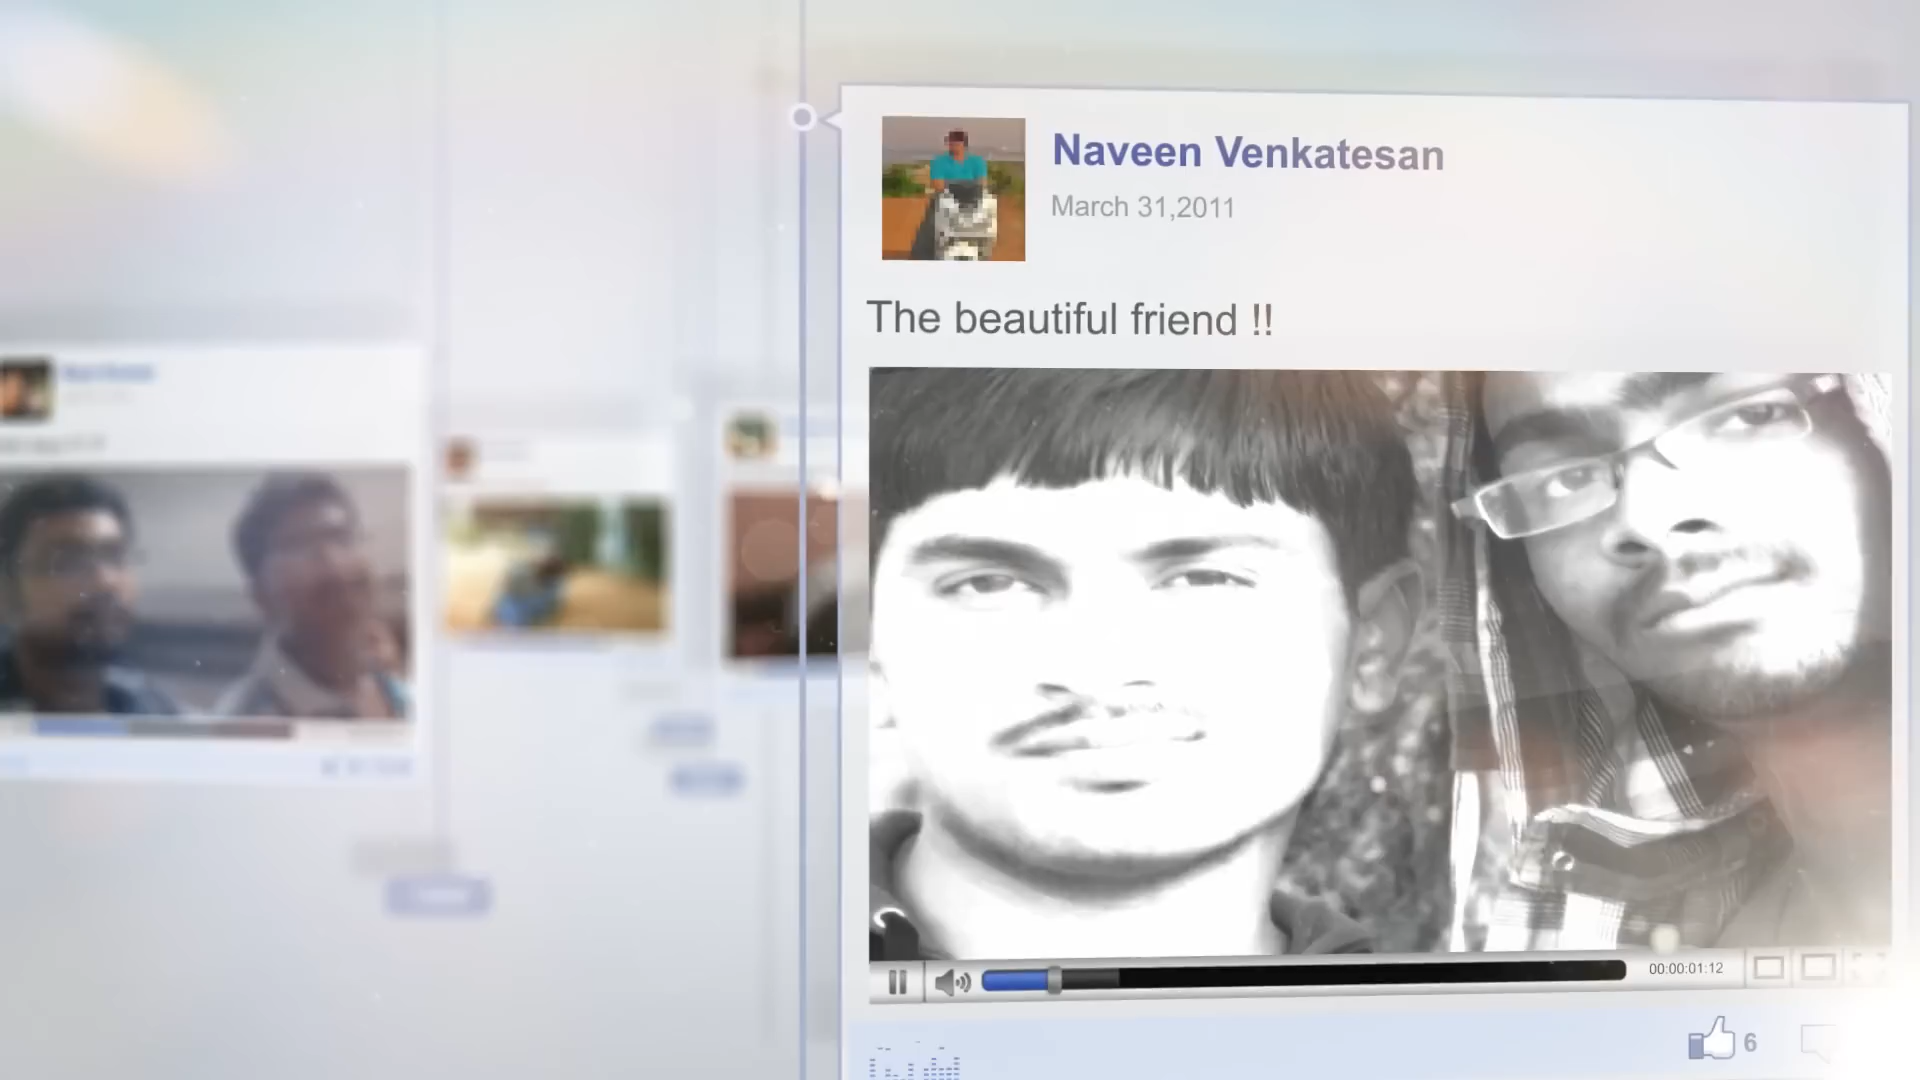 Naveen Venkatesan
March 31,2011
The beautiful friend !!
00:00:01:12
6